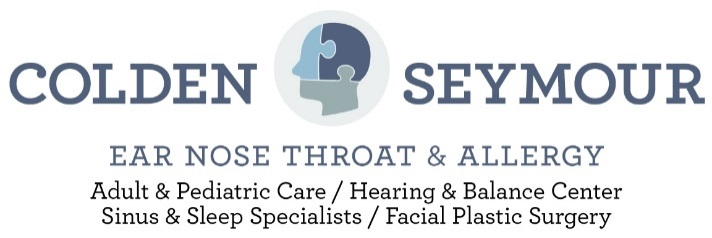 COLDEN SEYMOUR
EAR NOSE THROAT & ALLERGY
Adult & Pediatric Care / Hearing & Balance Center
Sinus & Sleep Specialists / Facial Plastic Surgery